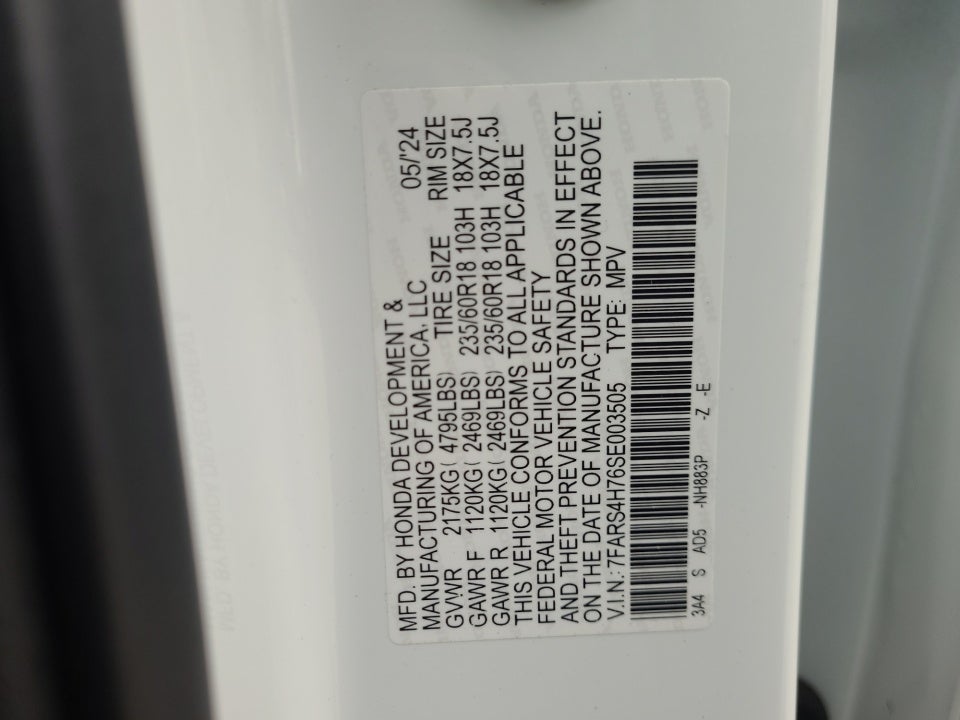 MFD. BY HONDA DEVELOPMENT &
MANUFACTURING OF AMERICA, LLC 05/'24
GVWR 2175KG( 4795LBS) TIRE SIZE RIM SIZE
GAWR F 1120KG( 2469LBS) 235/60R18 103H 18X7.5J
GAWR R 1120KG( 2469LBS) 235/60R18 103H 18X7.5J
THIS VEHICLE CONFORMS TO ALL APPLICABLE
FEDERAL MOTOR VEHICLE SAFETY
AND THEFT PREVENTION STANDARDS IN EFFECT
ON THE DATE OF MANUFACTURE SHOWN ABOVE.
V.I.N.:7FARS4H76SE003505 TYPE: MPV
3A4 S AD5 -NH883P -Z -E